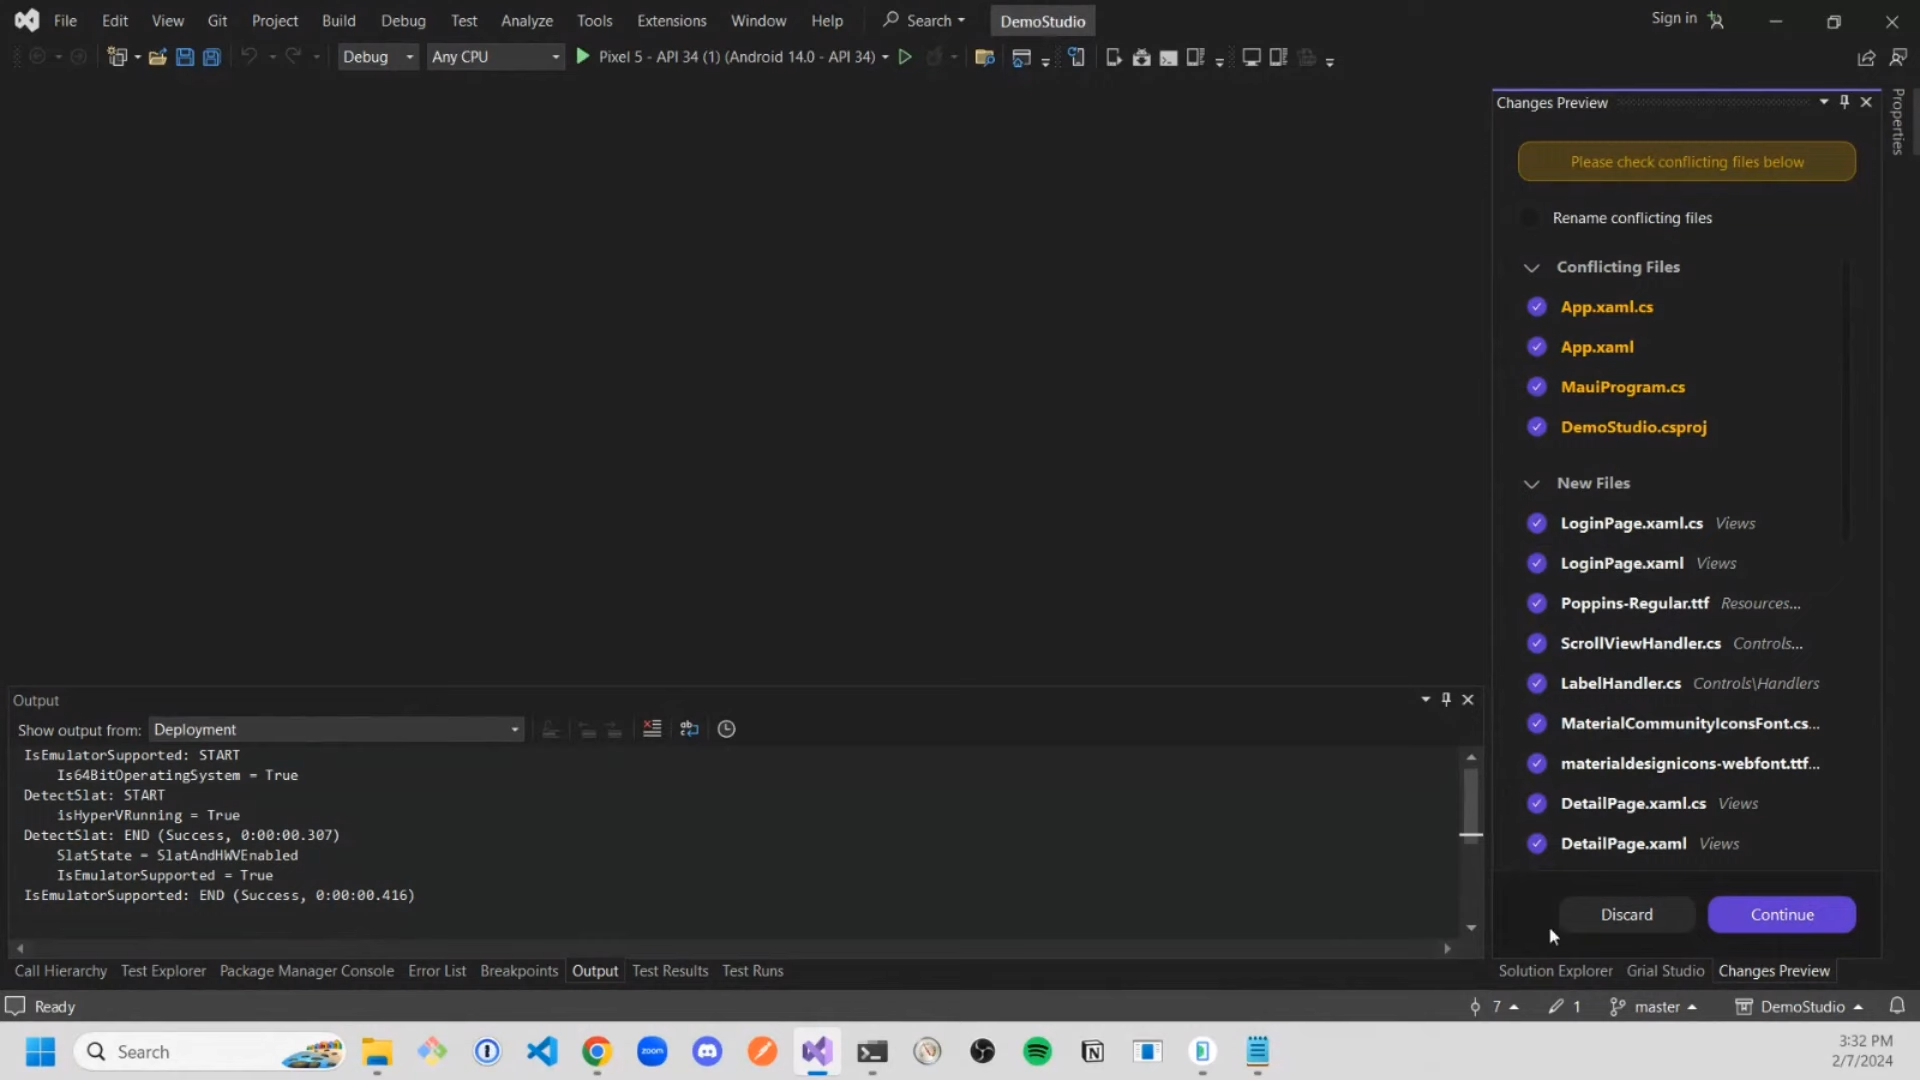 File Edit View Git Project Build Debug Test Analyze Tools Extensions Window Help Search DemoStudio Sign in
Debug Any CPU Pixel 5 - API 34 (1) (Android 14.0 - API 34)
Changes Preview
Properties
Please check conflicting files below
Rename conflicting files
Conflicting Files
App.xaml.cs
App.xaml
MauiProgram.cs
DemoStudio.csproj
New Files
LoginPage.xaml.cs Views
LoginPage.xaml Views
Poppins-Regular.ttf Resources...
ScrollViewHandler.cs Controls...
LabelHandler.cs Controls\Handlers
MaterialCommunityIconsFont.cs...
materialdesignicons-webfont.ttf...
DetailPage.xaml.cs Views
DetailPage.xaml Views
Discard Continue
Output
Show output from: Deployment
IsEmulatorSupported: START
Is64BitOperatingSystem = True
DetectSlat: START
isHyperVRunning = True
DetectSlat: END (Success, 0:00:00.307)
SlatState = SlatAndHWVEnabled
IsEmulatorSupported = True
IsEmulatorSupported: END (Success, 0:00:00.416)
Call Hierarchy Test Explorer Package Manager Console Error List Breakpoints Output Test Results Test Runs
Solution Explorer Grial Studio Changes Preview
Ready 7 1 master DemoStudio
Search zoom
3:32 PM
2/7/2024